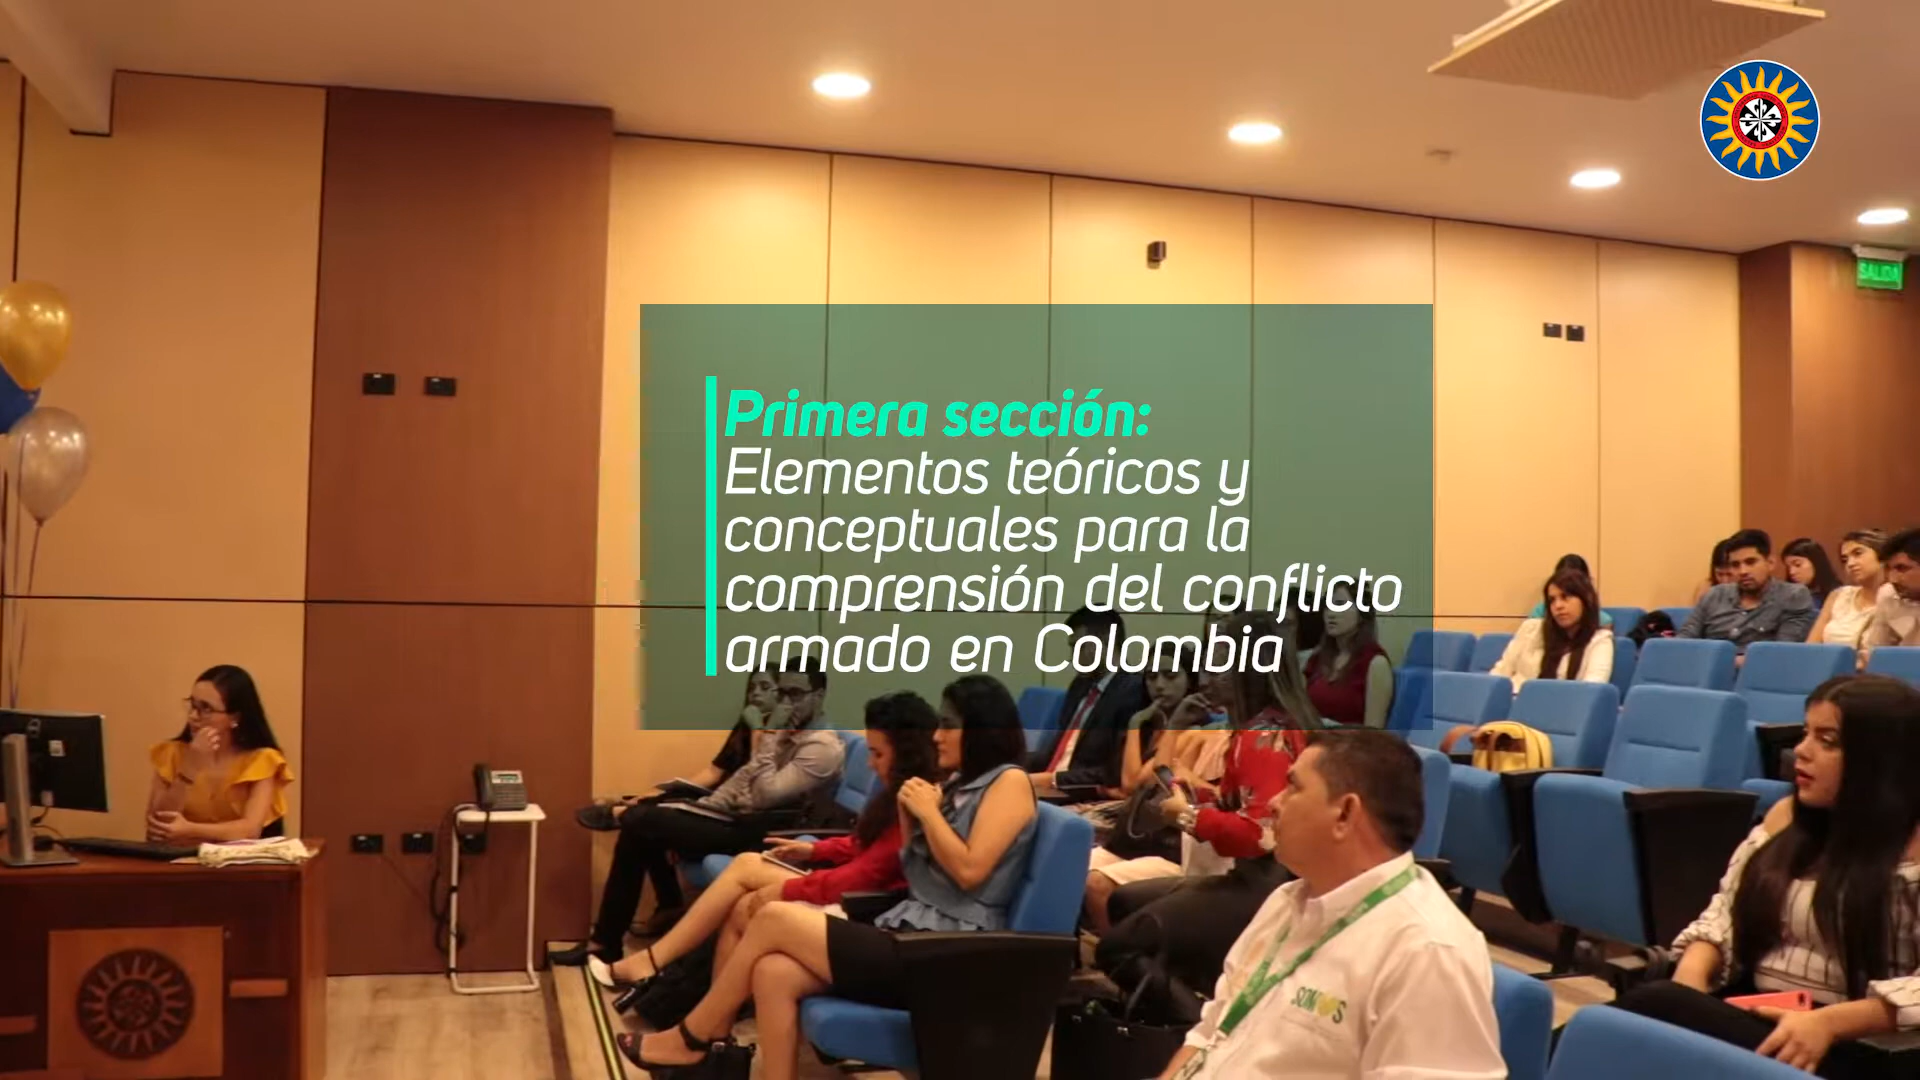 SALIDA
Primera sección:
Elementos teóricos y
conceptuales para la
comprensión del conflicto
armado en Colombia